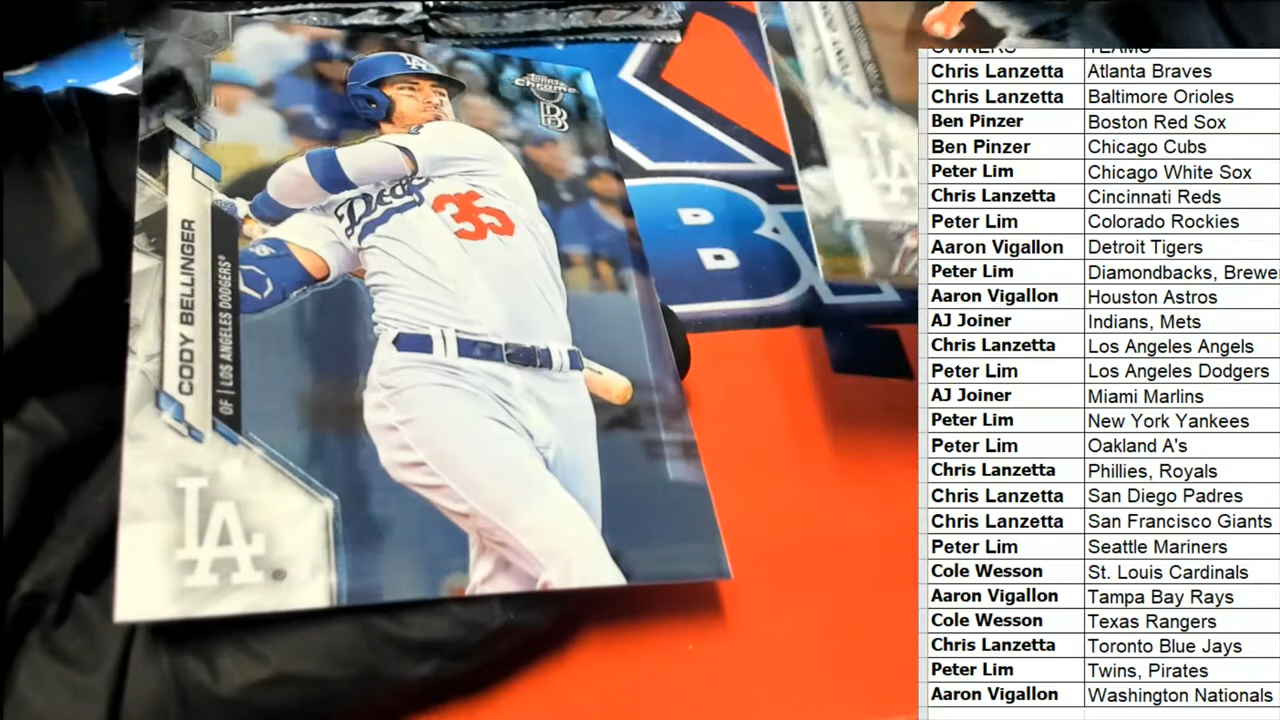 topps
Chrome
B
LA
Dodgers
35
CODY BELLINGER
OF | LOS ANGELES DODGERS®
LA
LA
B
OWNERS TEAMS
Chris Lanzetta Atlanta Braves
Chris Lanzetta Baltimore Orioles
Ben Pinzer Boston Red Sox
Ben Pinzer Chicago Cubs
Peter Lim Chicago White Sox
Chris Lanzetta Cincinnati Reds
Peter Lim Colorado Rockies
Aaron Vigallon Detroit Tigers
Peter Lim Diamondbacks, Brewe
Aaron Vigallon Houston Astros
AJ Joiner Indians, Mets
Chris Lanzetta Los Angeles Angels
Peter Lim Los Angeles Dodgers
AJ Joiner Miami Marlins
Peter Lim New York Yankees
Peter Lim Oakland A's
Chris Lanzetta Phillies, Royals
Chris Lanzetta San Diego Padres
Chris Lanzetta San Francisco Giants
Peter Lim Seattle Mariners
Cole Wesson St. Louis Cardinals
Aaron Vigallon Tampa Bay Rays
Cole Wesson Texas Rangers
Chris Lanzetta Toronto Blue Jays
Peter Lim Twins, Pirates
Aaron Vigallon Washington Nationals